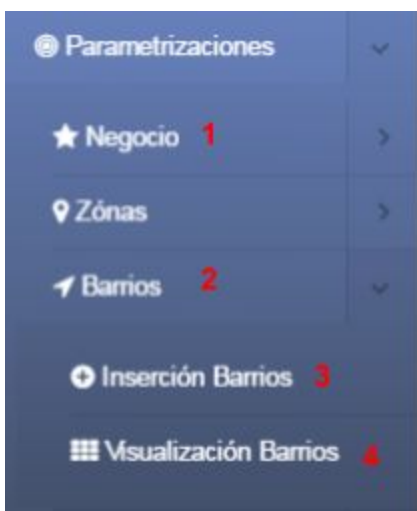 Parametrizaciones
Negocio 1
Zónas
Barrios 2
Inserción Barrios 3
Visualización Barrios 4